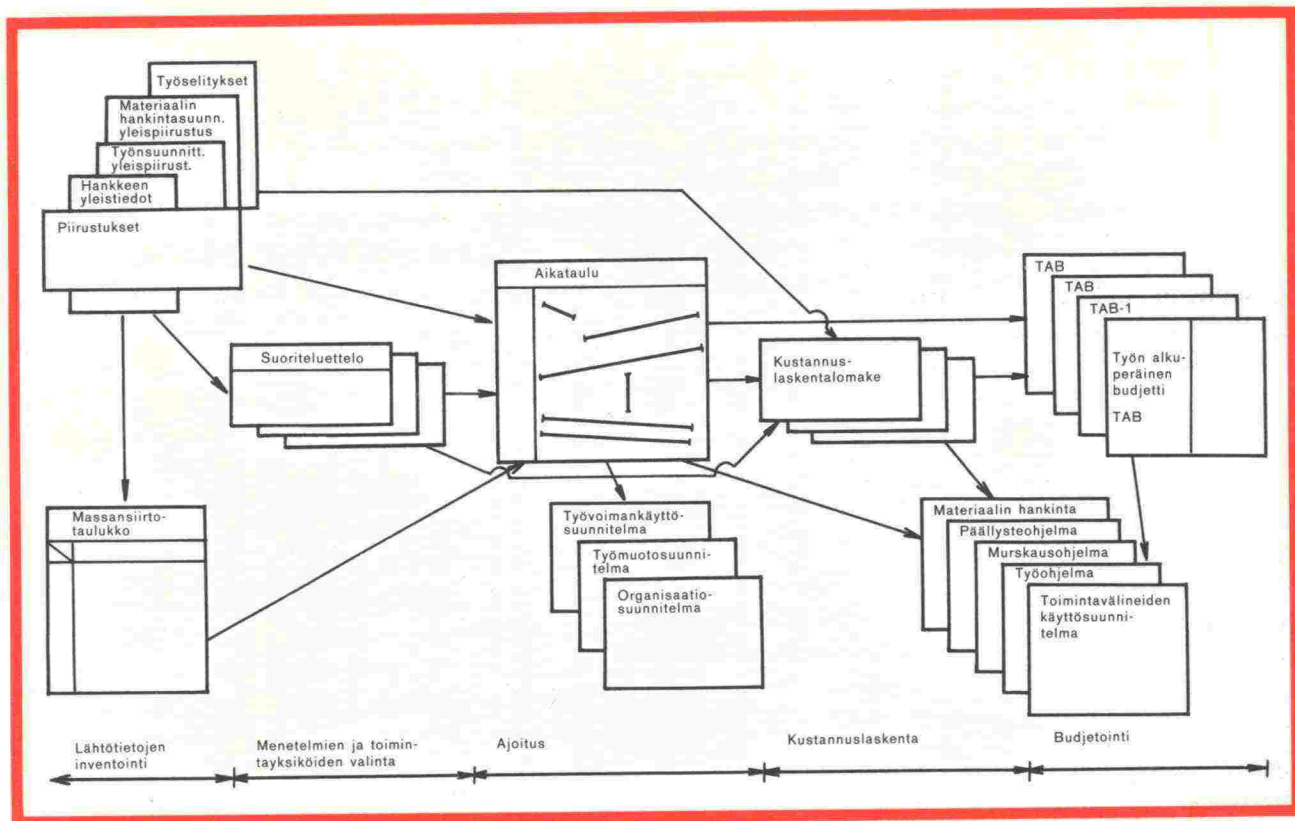 Työselitykset
Materiaalin
hankintasuunn.
yleispiirustus
Työnsuunnitt.
yleispiirust.
Hankkeen
yleistiedot
Piirustukset
Suoriteluettelo
Massansiirto-
taulukko
Aikataulu
Työvoimankäyttö-
suunnitelma
Työmuotosuunni-
telma
Organisaatio-
suunnitelma
Kustannus-
laskentalomake
TAB
TAB
TAB-1
Työn alku-
peräinen
budjetti
TAB
Materiaalin hankinta
Päällysteohjelma
Murskausohjelma
Työohjelma
Toimintavälineiden
käyttösuunni-
telma
Lähtötietojen
inventointi
Menetelmien ja toimin-
tayksiköiden valinta
Ajoitus
Kustannuslaskenta
Budjetointi